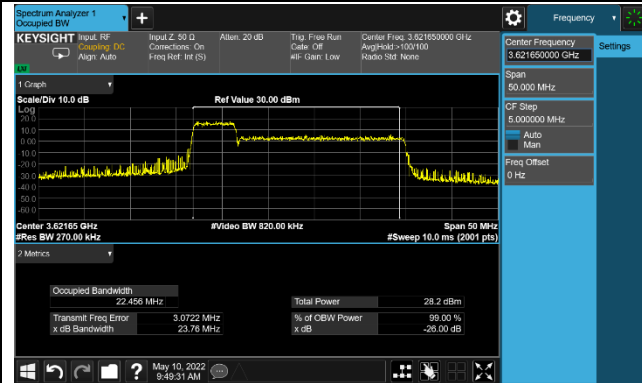 Spectrum Analyzer 1
Occupied BW
Frequency
KEYSIGHT
Input: RF
Coupling: DC
Align: Auto
Input Z: 50 Ω
Corrections: On
Freq Ref: Int (S)
Atten: 20 dB
Trig: Free Run
Gate: Off
#IF Gain: Low
Center Freq: 3.621650000 GHz
Avg|Hold:>100/100
Radio Std: None
LXI
Center Frequency
3.621650000 GHz
Settings
Span
50.000 MHz
CF Step
5.000000 MHz
Auto
Man
Freq Offset
0 Hz
1 Graph
Scale/Div 10.0 dB
Ref Value 30.00 dBm
Log
20.0
10.0
0.00
-10.0
-20.0
-30.0
-40.0
-50.0
-60.0
Center 3.62165 GHz
#Video BW 820.00 kHz
Span 50 MHz
#Res BW 270.00 kHz
#Sweep 10.0 ms (2001 pts)
2 Metrics
Occupied Bandwidth
22.456 MHz
Total Power
28.2 dBm
Transmit Freq Error
3.0722 MHz
% of OBW Power
99.00 %
x dB Bandwidth
23.76 MHz
x dB
-26.00 dB
May 10, 2022
9:49:31 AM